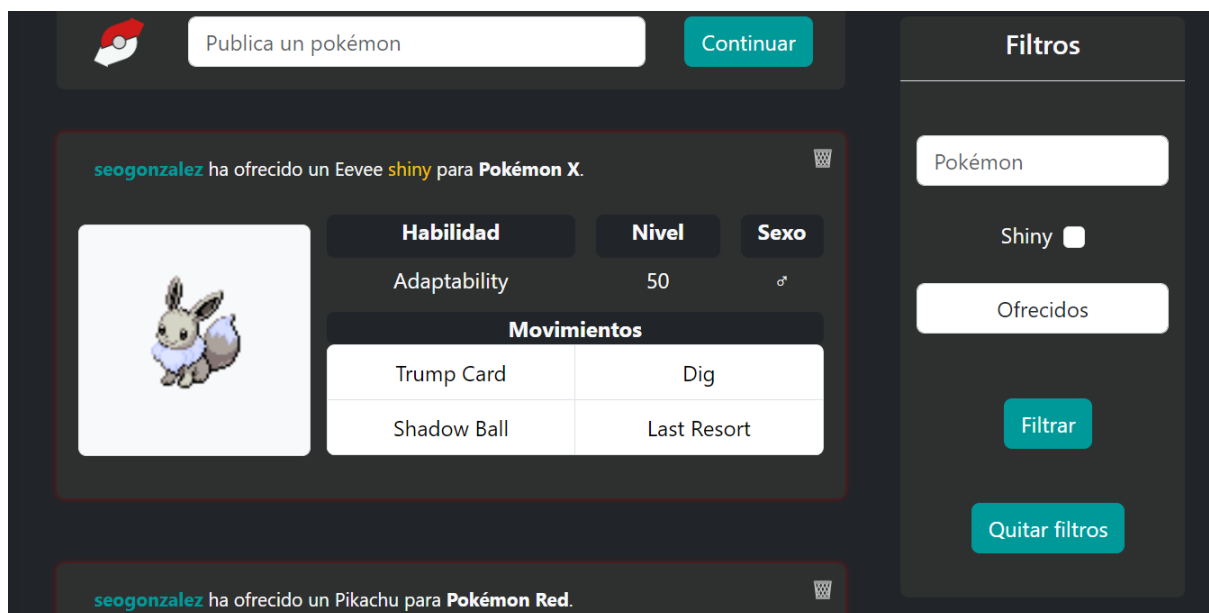 Publica un pokémon Continuar
seogonzalez ha ofrecido un Eevee shiny para Pokémon X.
Habilidad Nivel Sexo
Adaptability 50 ♂
Movimientos
Trump Card Dig
Shadow Ball Last Resort
seogonzalez ha ofrecido un Pikachu para Pokémon Red.
Filtros
Pokémon
Shiny
Ofrecidos
Filtrar
Quitar filtros